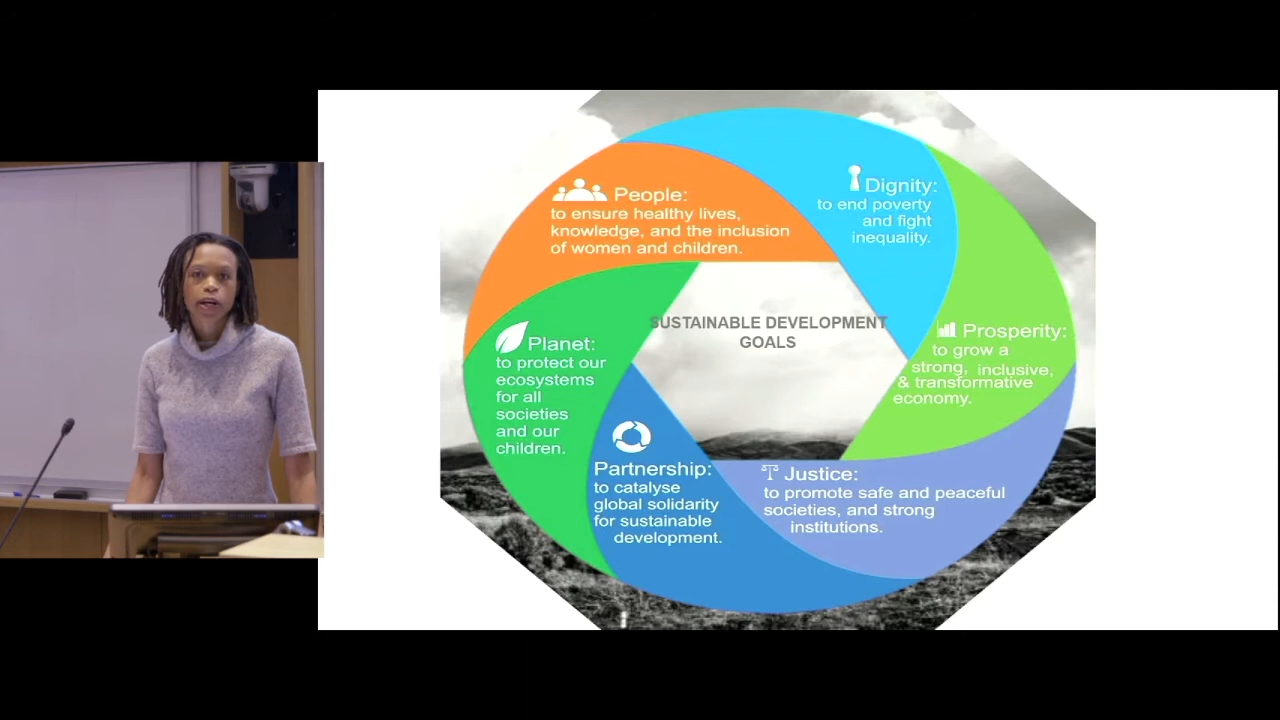 People:
to ensure healthy lives,
knowledge, and the inclusion
of women and children.
Dignity:
to end poverty
and fight
inequality.
SUSTAINABLE DEVELOPMENT
GOALS
Prosperity:
to grow a
strong, inclusive,
& transformative
economy.
Planet:
to protect our
ecosystems
for all
societies
and our
children.
Partnership:
to catalyse
global solidarity
for sustainable
development.
Justice:
to promote safe and peaceful
societies, and strong
institutions.